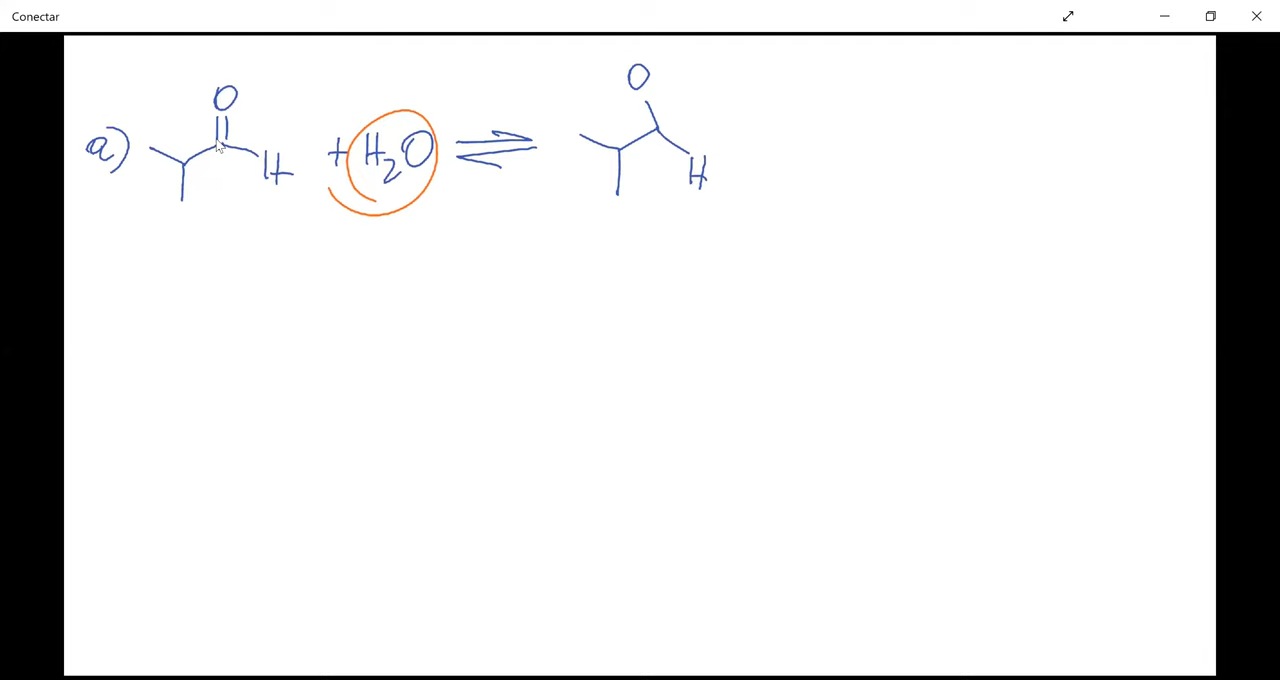 Conectar
O O
a) H + H₂O ⇌ H